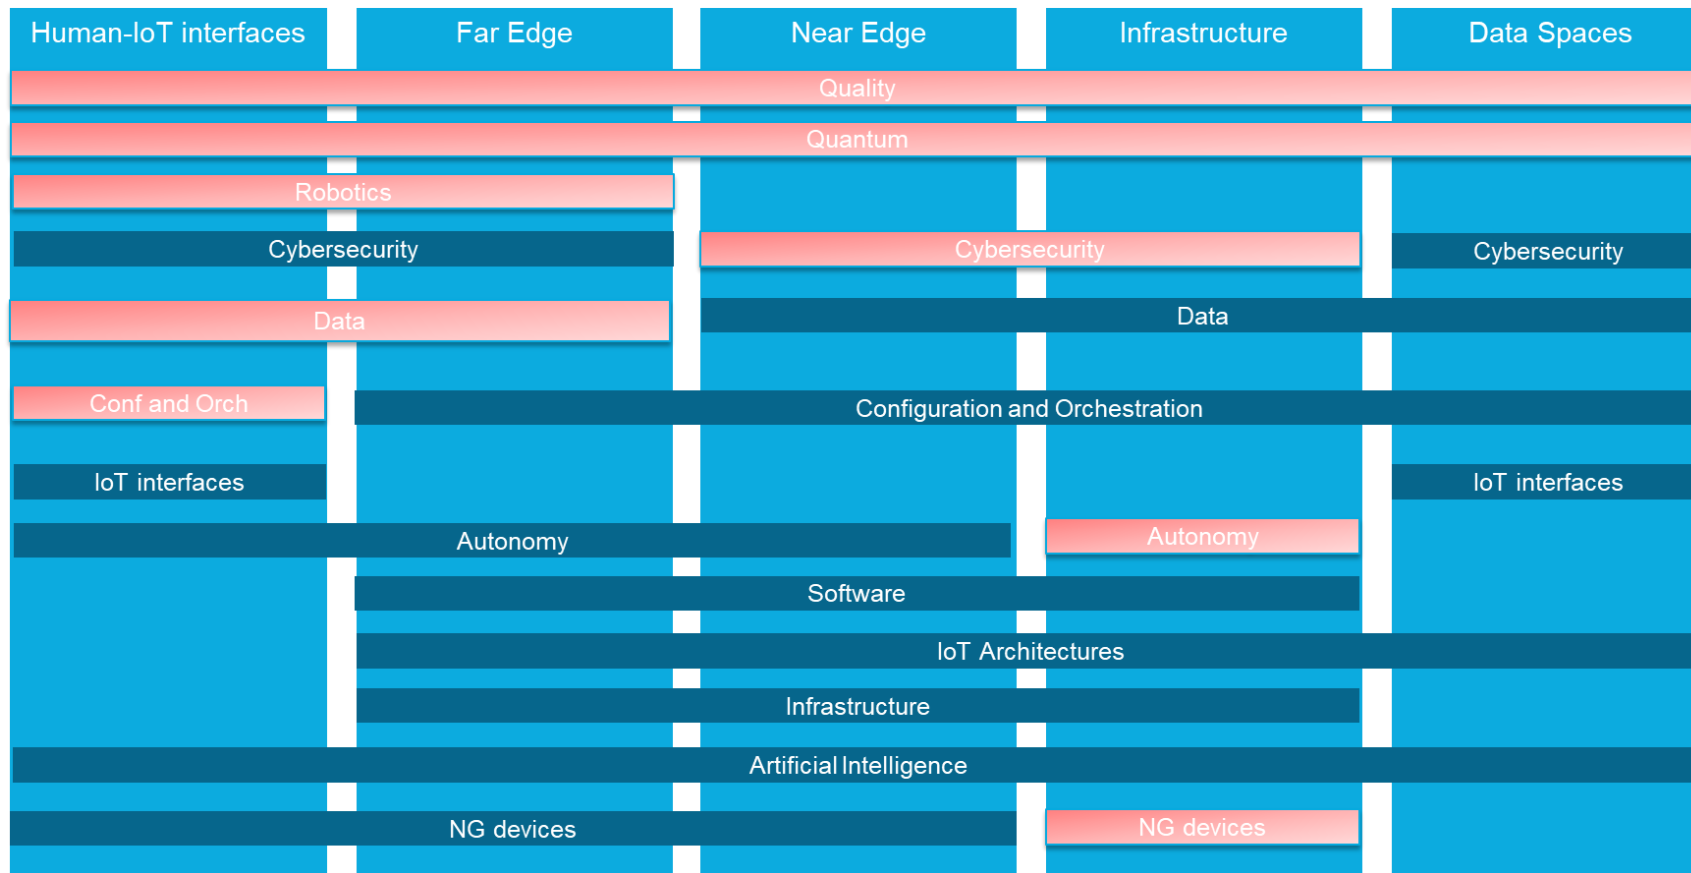 Human-IoT interfaces
Far Edge
Near Edge
Infrastructure
Data Spaces
Quality
Quantum
Robotics
Cybersecurity
Cybersecurity
Cybersecurity
Data
Data
Conf and Orch
Configuration and Orchestration
IoT interfaces
IoT interfaces
Autonomy
Autonomy
Software
IoT Architectures
Infrastructure
Artificial Intelligence
NG devices
NG devices